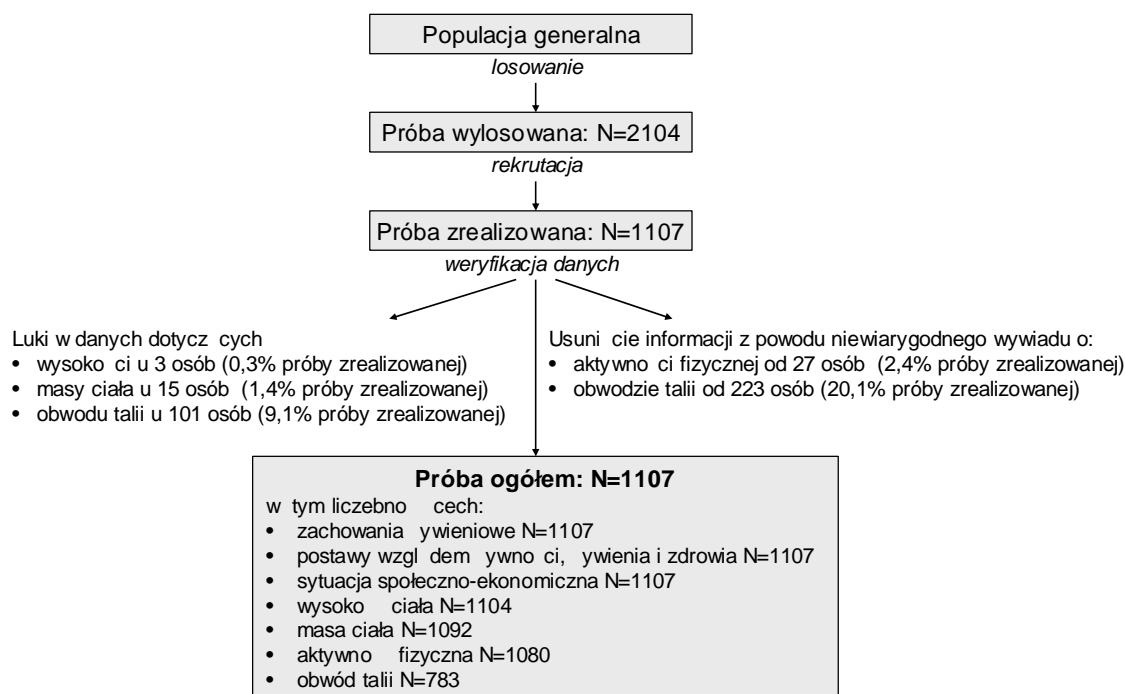 Populacja generalna
losowanie
Próba wylosowana: N=2104
rekrutacja
Próba zrealizowana: N=1107
weryfikacja danych
Luki w danych dotycz cych
• wysoko ci u 3 osób (0,3% próby zrealizowanej)
• masy ciała u 15 osób (1,4% próby zrealizowanej)
• obwodu talii u 101 osób (9,1% próby zrealizowanej)
Usuni cie informacji z powodu niewiarygodnego wywiadu o:
• aktywno ci fizycznej od 27 osób (2,4% próby zrealizowanej)
• obwodzie talii od 223 osób (20,1% próby zrealizowanej)
Próba ogółem: N=1107
w tym liczebno cech:
• zachowania ywieniowe N=1107
• postawy wzgl dem ywno ci, ywienia i zdrowia N=1107
• sytuacja społeczno-ekonomiczna N=1107
• wysoko ciała N=1104
• masa ciała N=1092
• aktywno fizyczna N=1080
• obwód talii N=783